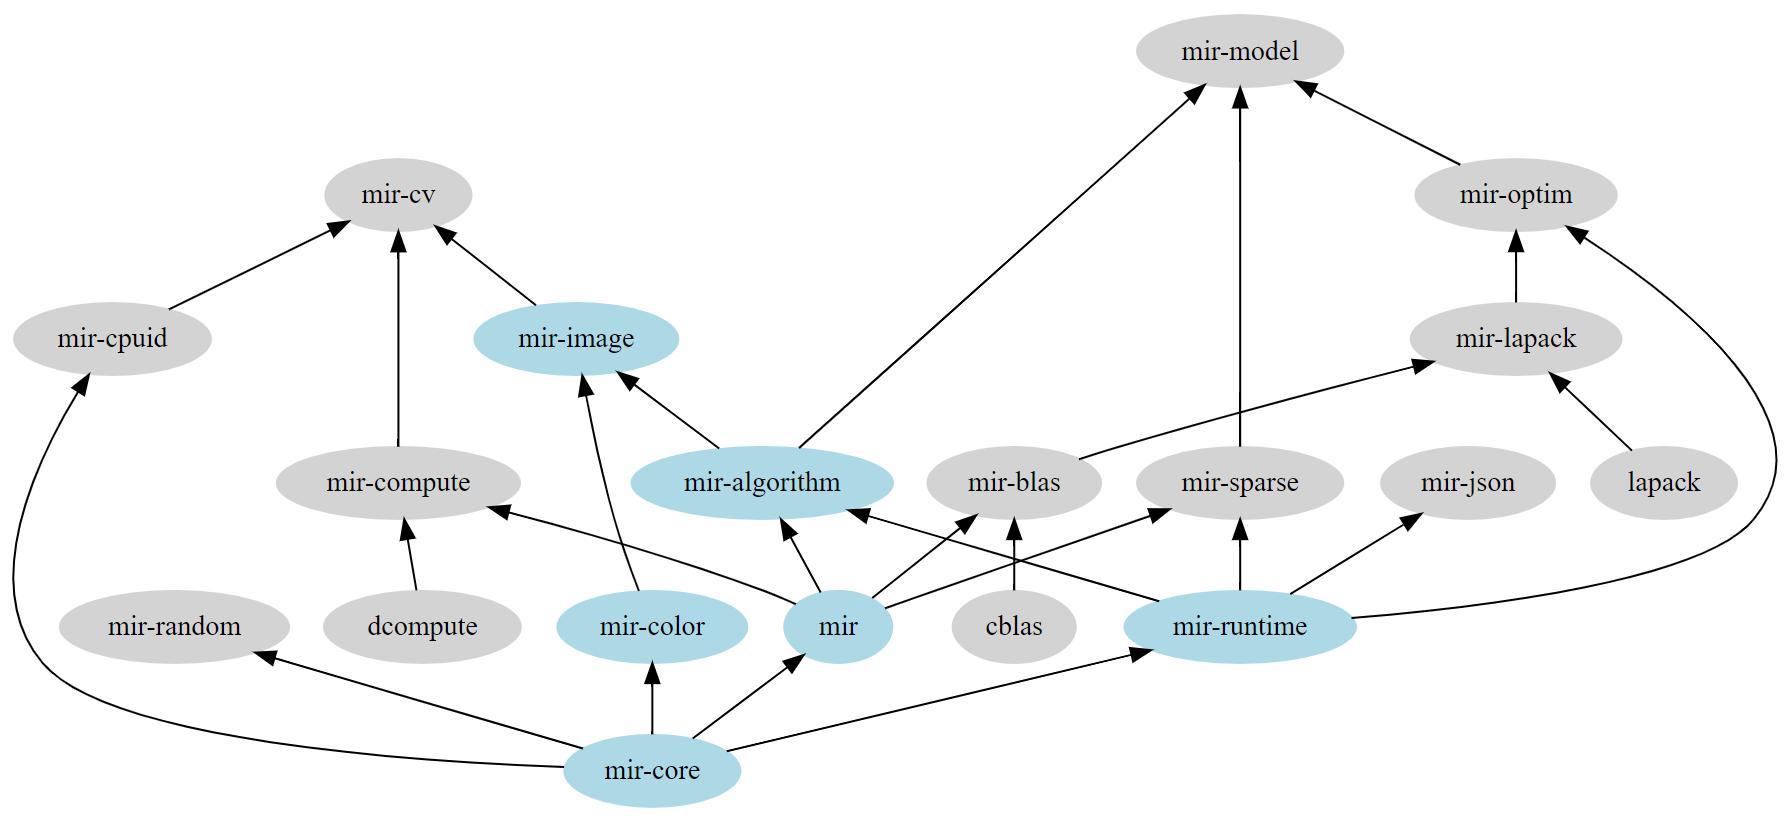 mir-model
mir-cv
mir-optim
mir-cpuid
mir-image
mir-lapack
mir-compute
mir-algorithm
mir-blas
mir-sparse
mir-json
lapack
mir-random
dcompute
mir-color
mir
cblas
mir-runtime
mir-core